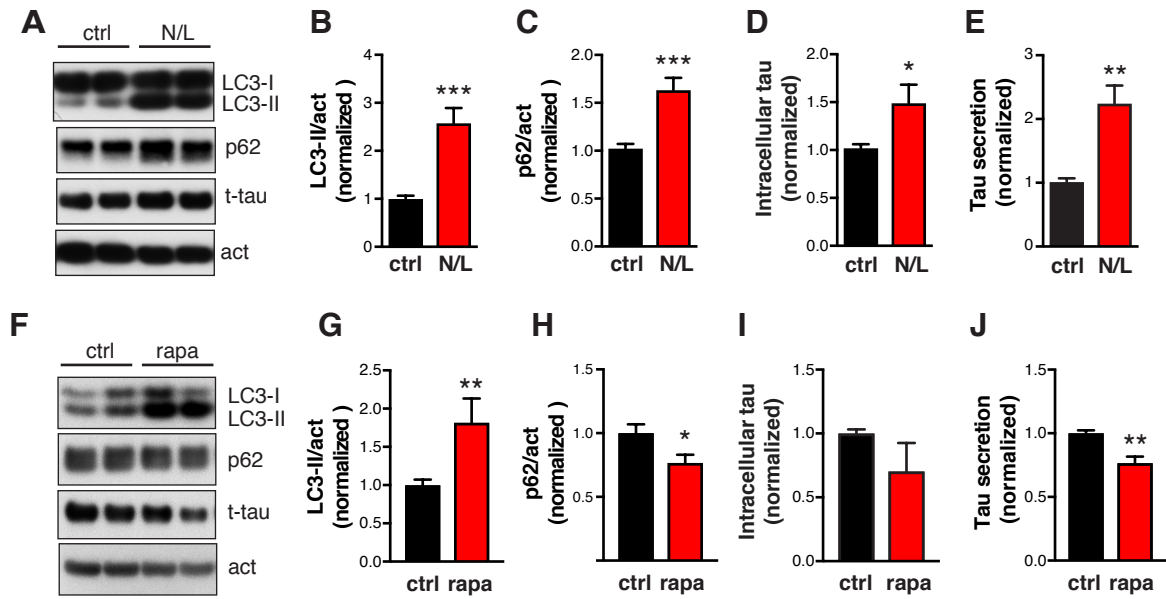 A
ctrl N/L
LC3-I
LC3-II
p62
t-tau
act
B
LC3-II/act
(normalized )
4
3
2
1
0
***
ctrl N/L
C
p62/act
(normalized )
2.0
1.5
1.0
0.5
0.0
***
ctrl N/L
D
Intracellular tau
(normalized)
2.0
1.5
1.0
0.5
0.0
*
ctrl N/L
E
Tau secretion
(normalized)
3
2
1
0
**
ctrl N/L
F
ctrl rapa
LC3-I
LC3-II
p62
t-tau
act
G
LC3-II/act
(normalized )
2.5
2.0
1.5
1.0
0.5
0.0
**
ctrl rapa
H
p62/act
(normalized )
1.5
1.0
0.5
*
ctrl rapa
I
Intracellular tau
(normalized)
1.5
1.0
0.5
0.0
ctrl rapa
J
Tau secretion
(normalized)
1.5
1.0
0.5
0.0
**
ctrl rapa